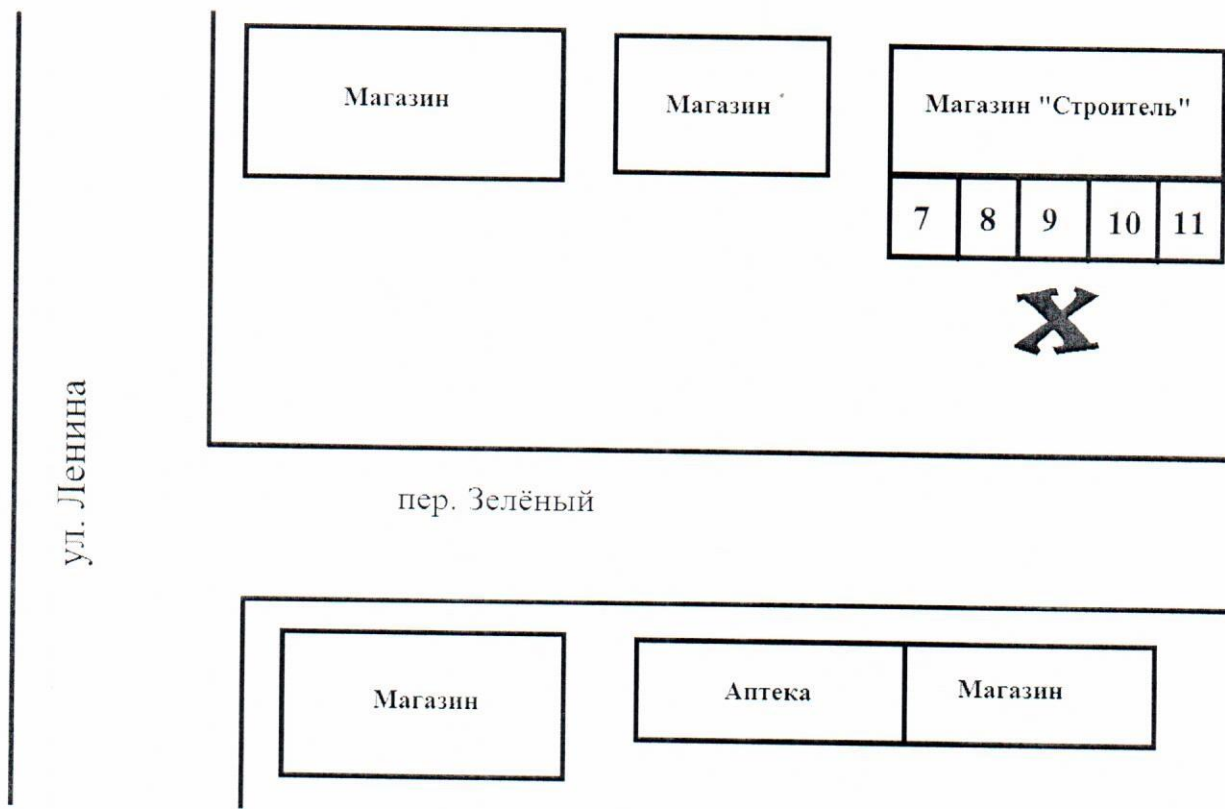 Магазин
Магазин
Магазин "Строитель"
7 8 9 10 11
X
ул. Ленина
пер. Зелёный
Магазин
Аптека
Магазин